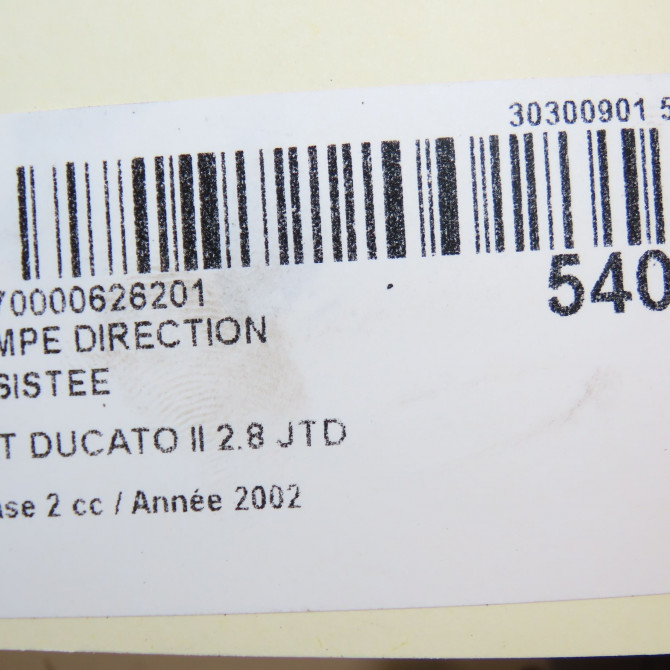 30300901 5
70000626201
540
MPE DIRECTION
SISTEE
T DUCATO II 2.8 JTD
ase 2 cc / Année 2002